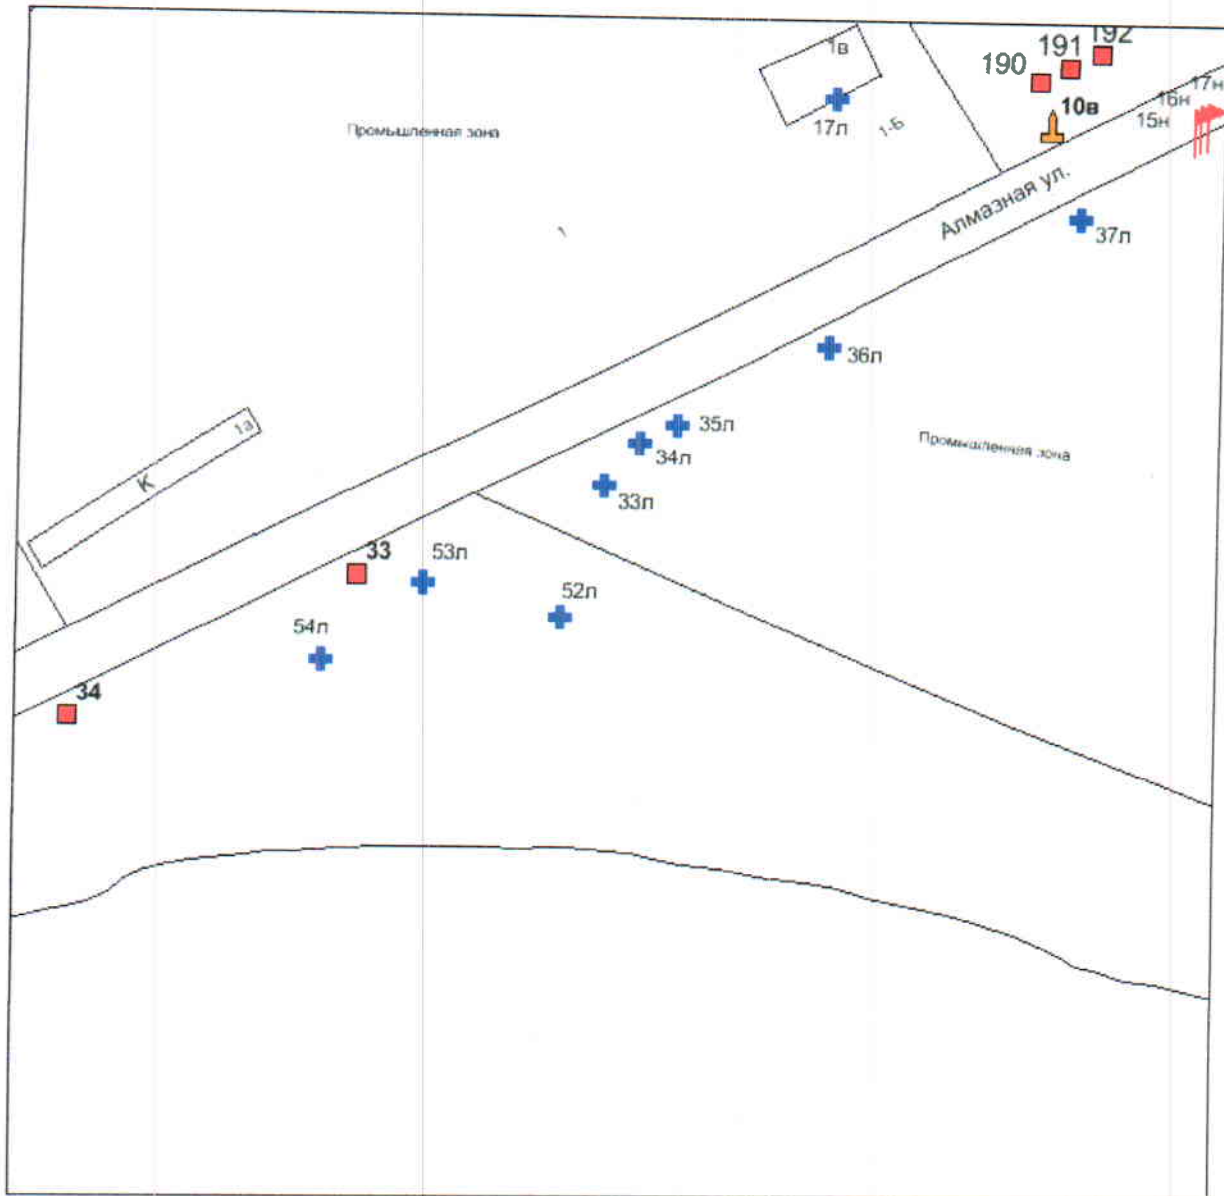 192
191
190
1в
17н
16н
15н
10в
17л
1-Б
Промышленная зона
Алмазная ул.
37л
1
36л
1а
К
35л
34л
33л
Промышленная зона
33
53л
52л
54л
34